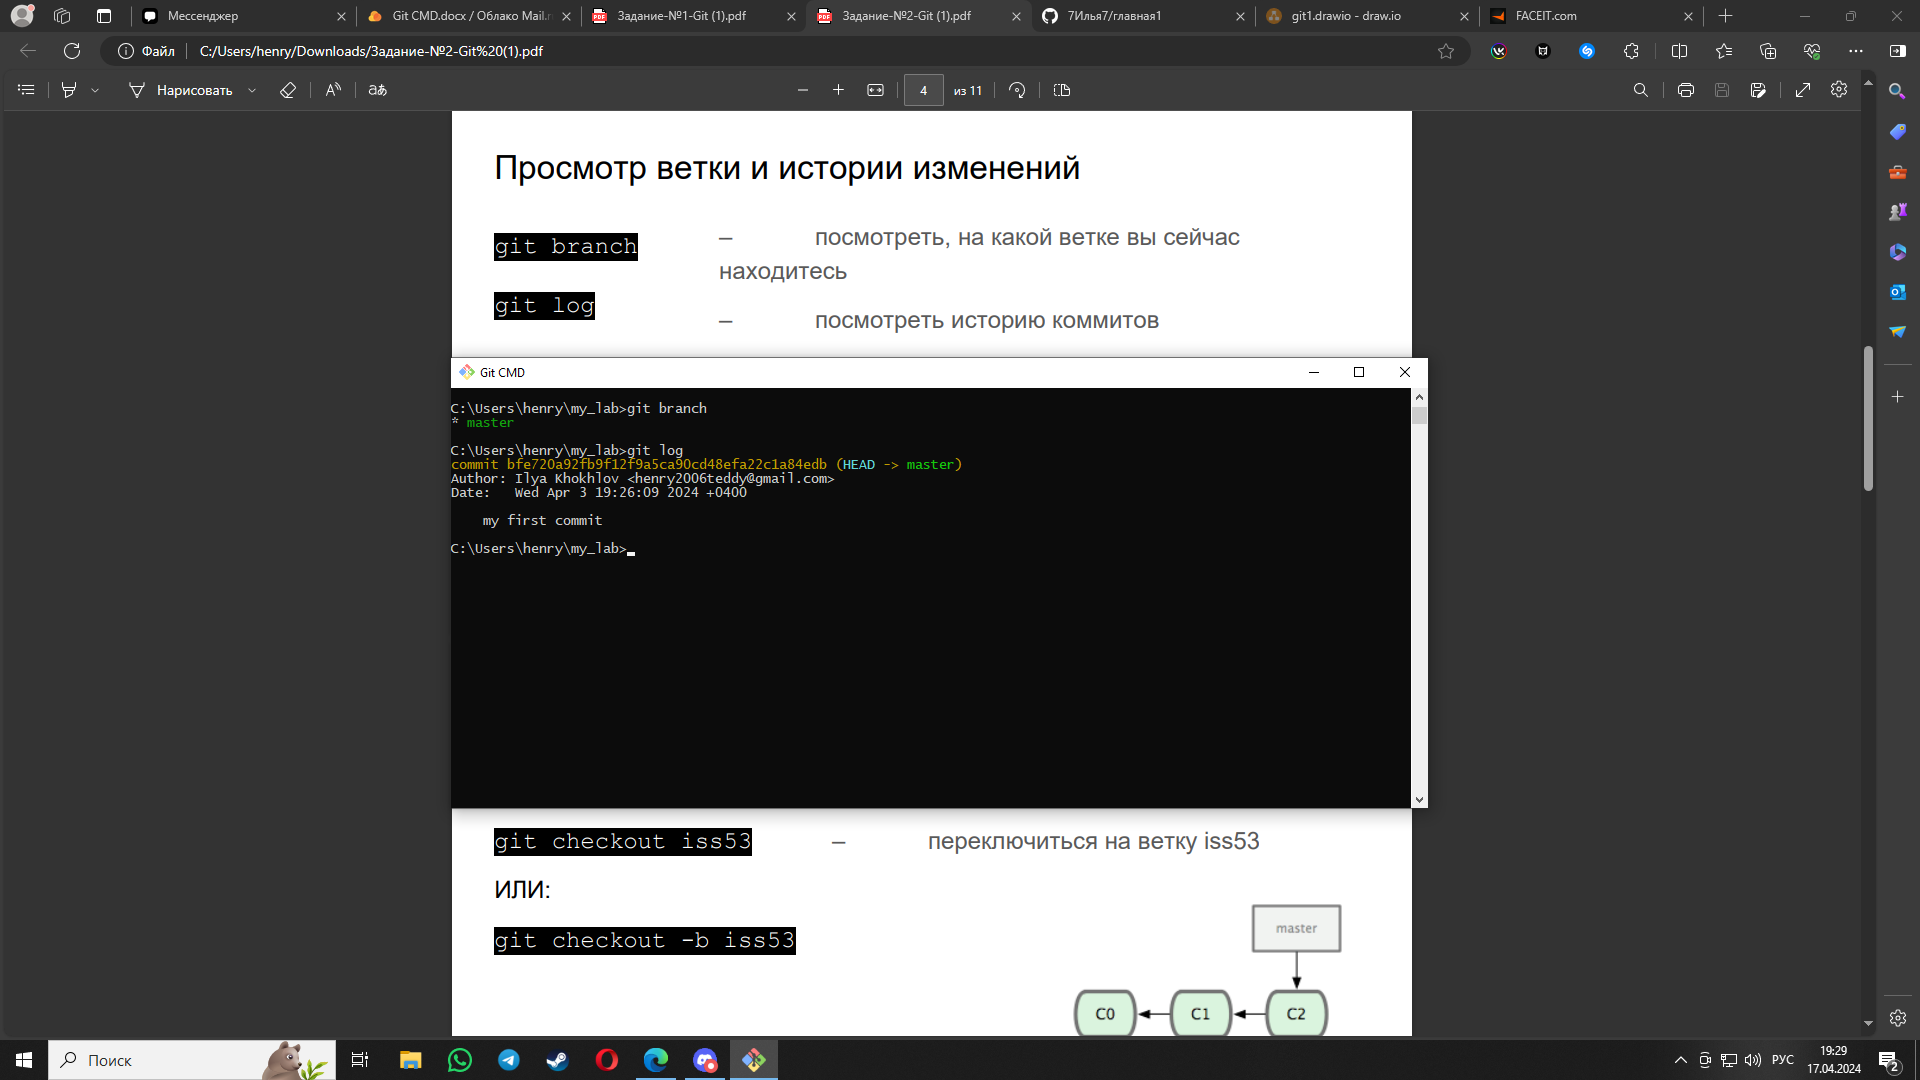 Мессенджер
Git CMD.docx / Облако Mail.r
Задание-№1-Git (1).pdf
Задание-№2-Git (1).pdf
7Илья7/главная1
git1.drawio - draw.io
FACEIT.com
Файл
C:/Users/henry/Downloads/Задание-№2-Git%20(1).pdf
Нарисовать
4
из 11
Просмотр ветки и истории изменений
git branch
– посмотреть, на какой ветке вы сейчас
находитесь
git log
– посмотреть историю коммитов
Git CMD
C:\Users\henry\my_lab>git branch
* master
C:\Users\henry\my_lab>git log
commit bfe720a92fb9f12f9a5ca90cd48efa22c1a84edb (HEAD -> master)
Author: Ilya Khokhlov <henry2006teddy@gmail.com>
Date:   Wed Apr 3 19:26:09 2024 +0400
my first commit
C:\Users\henry\my_lab>
git checkout iss53 – переключиться на ветку iss53
ИЛИ:
git checkout -b iss53
master
C0
C1
C2
Поиск
РУС
19:29
17.04.2024
2